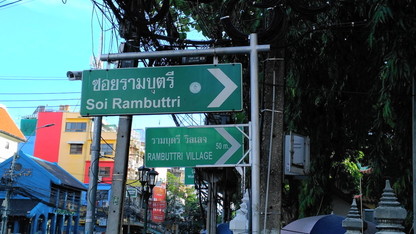 ซอยรามบุตรี
Soi Rambuttri
รามบุตรี วิลเลจ
RAMBUTTRI VILLAGE
50 m.